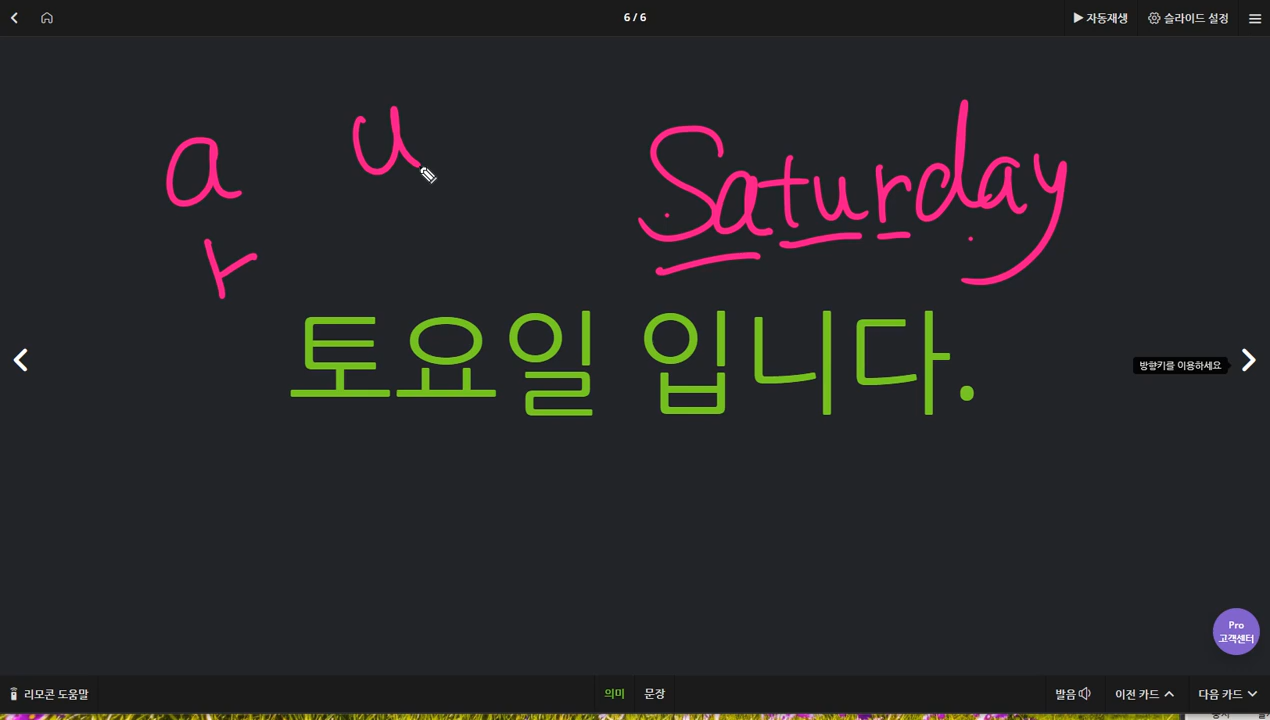 6 / 6
자동재생
슬라이드 설정
a u Saturday
r
토요일 입니다.
방향키를 이용하세요
Pro
고객센터
리모콘 도움말
의미
문장
발음
이전 카드
다음 카드